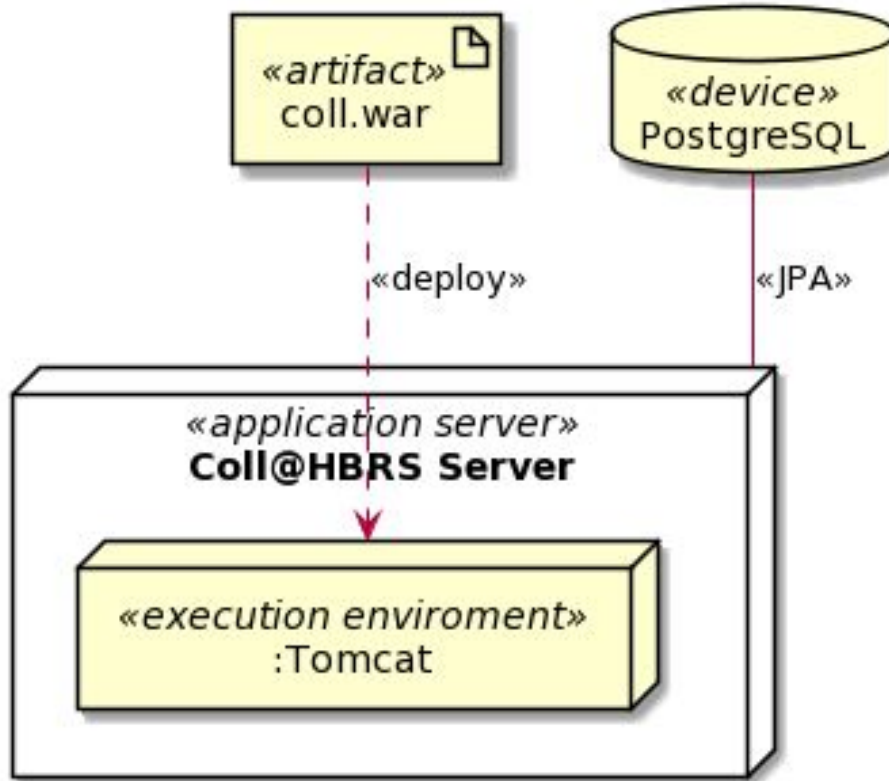 «artifact»
coll.war
«device»
PostgreSQL
«deploy»
«JPA»
«application server»
Coll@HBRS Server
«execution enviroment»
:Tomcat